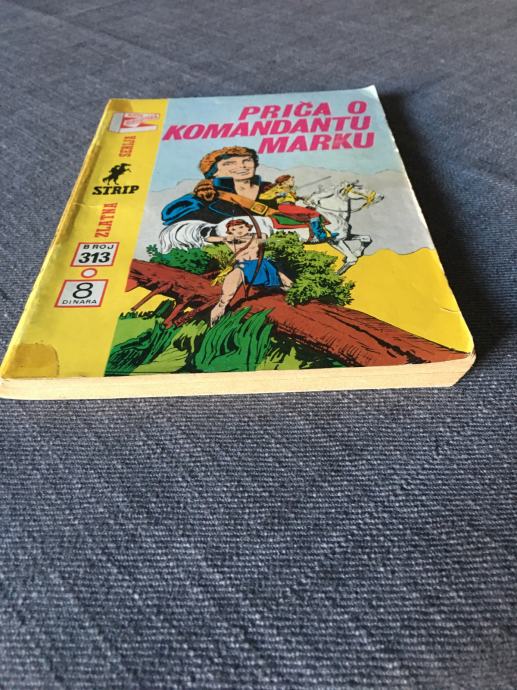 PRIČA O
KOMANDANTU
MARKU
ZLATNA
STRIP
SERIJA
BROJ
313
8
DINARA